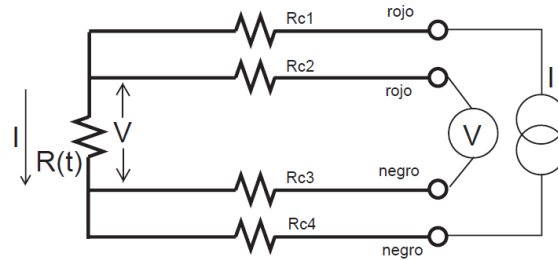 Rc1
rojo
Rc2
rojo
I
I
V
V
R(t)
negro
Rc3
Rc4
negro